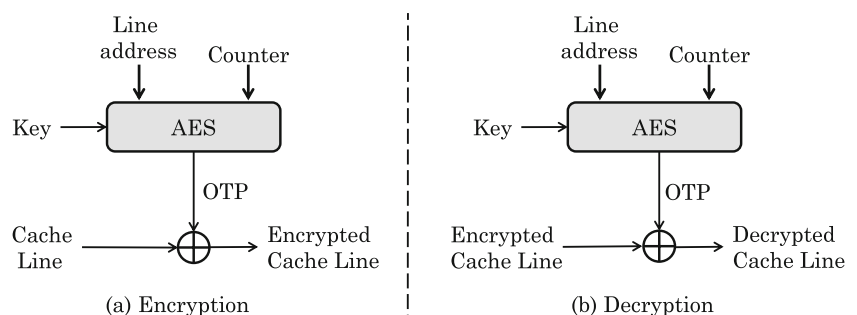 Line
address
Counter
Key
AES
OTP
Cache
Line
Encrypted
Cache Line
(a) Encryption
Line
address
Counter
Key
AES
OTP
Encrypted
Cache Line
Decrypted
Cache Line
(b) Decryption